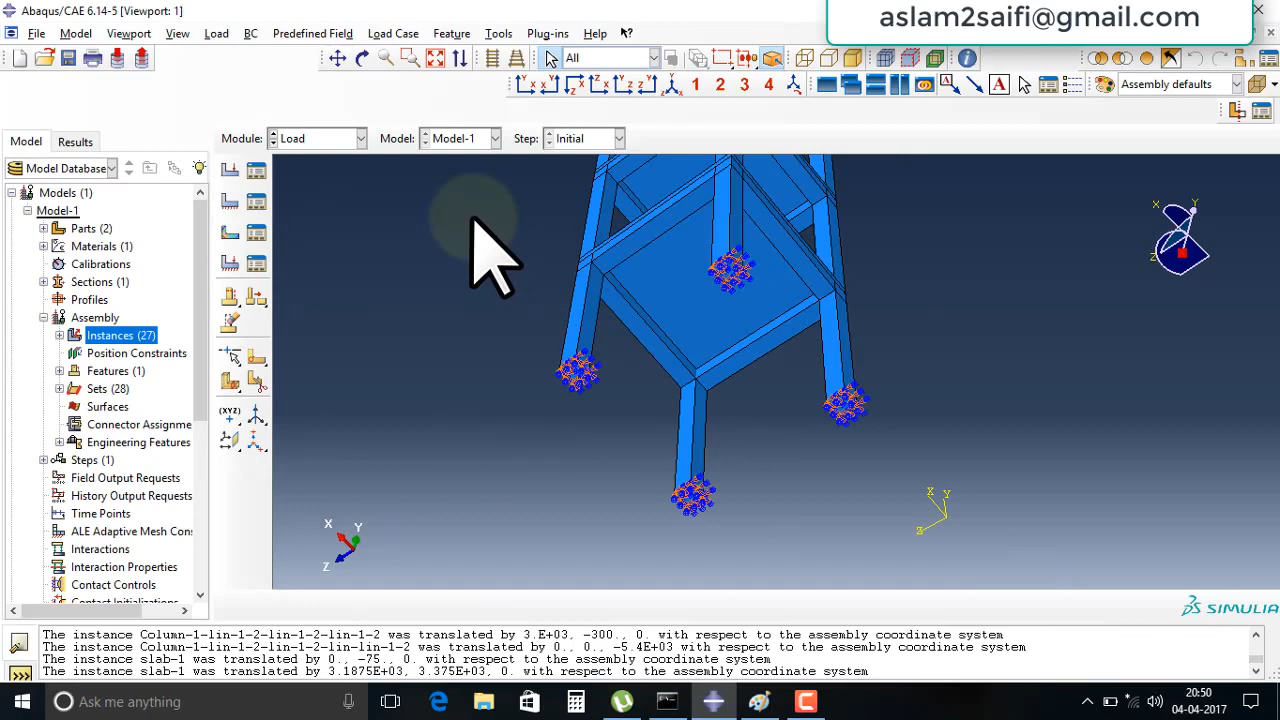 Abaqus/CAE 6.14-5 [Viewport: 1]
aslam2saifi@gmail.com
File Model Viewport View Load BC Predefined Field Load Case Feature Tools Plug-ins Help
All
1 2 3 4 A Assembly defaults
Model Results Module: Load Model: Model-1 Step: Initial
Model Database
Models (1)
Model-1
Parts (2)
Materials (1)
Calibrations
Sections (1)
Profiles
Assembly
Instances (27)
Position Constraints
Features (1)
Sets (28)
Surfaces
Connector Assignme
Engineering Features
Steps (1)
Field Output Requests
History Output Requests
Time Points
ALE Adaptive Mesh Con
Interactions
Interaction Properties
Contact Controls
Contact Initializations
(XYZ)
X Y Z
X Y Z
X Y Z
SIMULIA
The instance Column-1-lin-1-2-lin-1-2-lin-1-2 was translated by 3.E+03, -300., 0. with respect to the assembly coordinate system
The instance Column-1-lin-1-2-lin-1-2-lin-1-2 was translated by 0., 0., -5.4E+03 with respect to the assembly coordinate system
The instance slab-1 was translated by 0., -75., 0. with respect to the assembly coordinate system
The instance slab-1 was translated by 3.1875E+03, 3.375E+03, 0. with respect to the assembly coordinate system
Ask me anything
20:50
04-04-2017